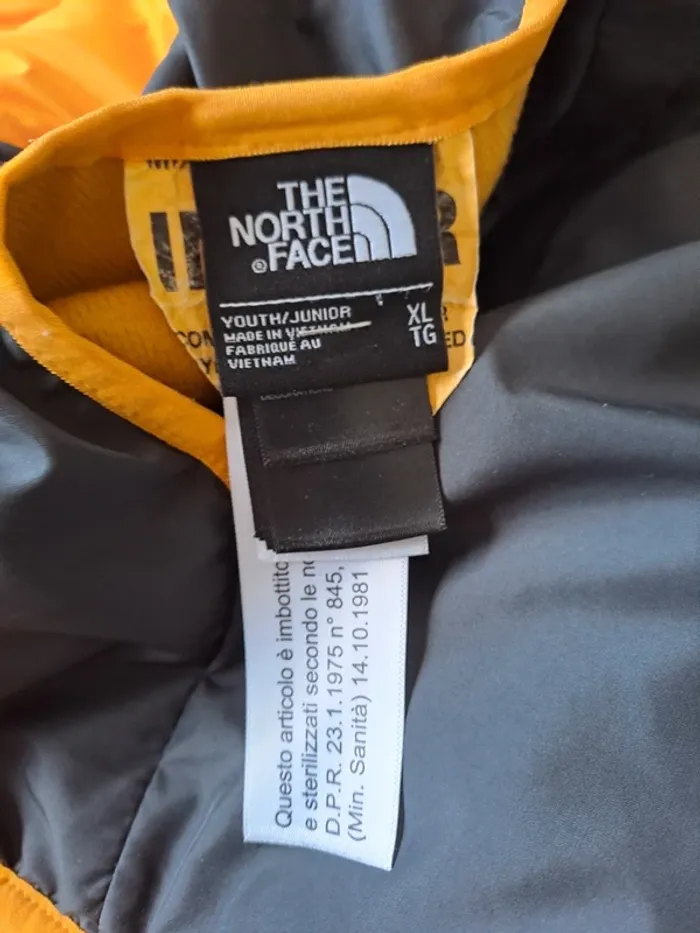 THE
NORTH
FACE
®
YOUTH/JUNIOR
MADE IN VIETNAM
FABRIQUÉ AU
VIETNAM
XL
TG
Questo articolo è imbottito
e sterilizzati secondo le
D.P.R. 23.1.1975 n° 845,
(Min. Sanità) 14.10.1981